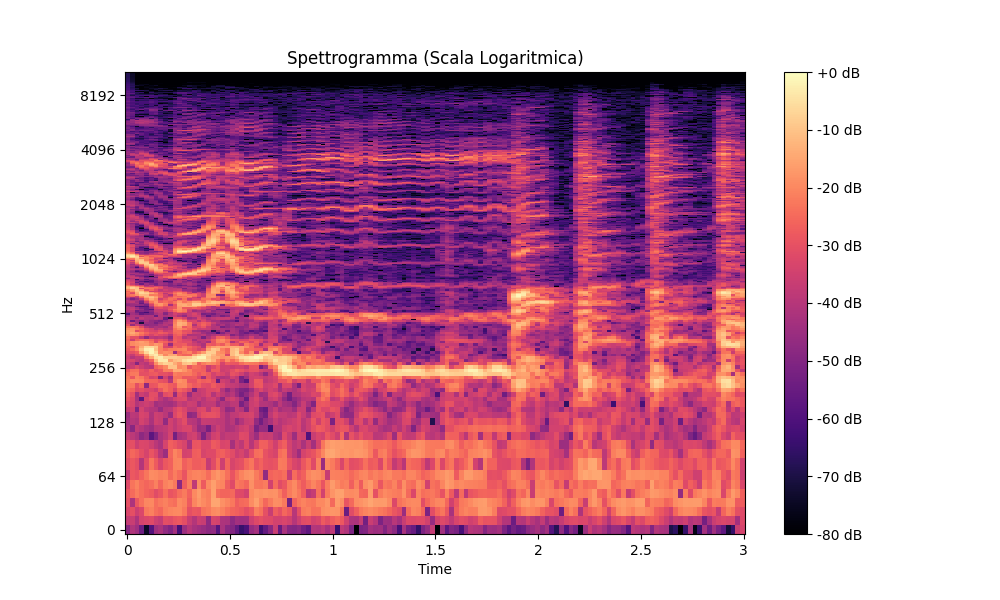 Spettrogramma (Scala Logaritmica)
Hz
8192
4096
2048
1024
512
256
128
64
0
0 0.5 1 1.5 2 2.5 3
Time
+0 dB
-10 dB
-20 dB
-30 dB
-40 dB
-50 dB
-60 dB
-70 dB
-80 dB